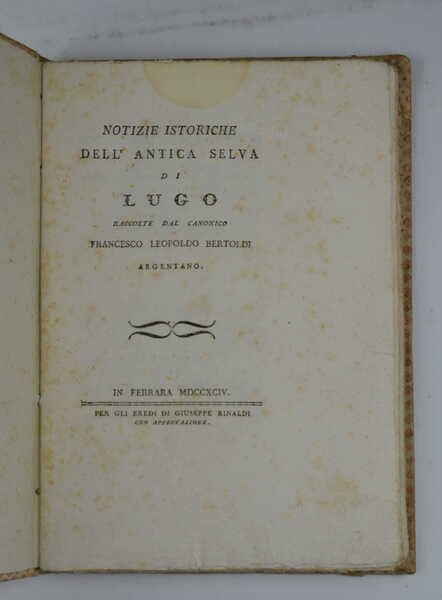 NOTIZIE ISTORICHE
DELL' ANTICA SELVA
DI
LUGO
RACCOLTE DAL CANONICO
FRANCESCO LEOPOLDO BERTOLDI
ARGENTANO.
IN FERRARA MDCCXCIV.
PER GLI EREDI DI GIUSEPPE RINALDI
CON APPROVAZIONE.